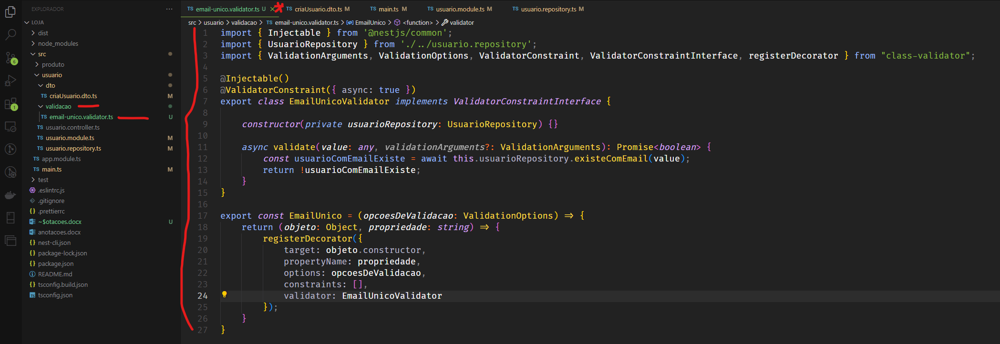 EXPLORADOR
LOJA
dist
node_modules
src
produto
usuario
dto
TS criaUsuario.dto.ts M
validacao
TS email-unico.validator.ts U
TS usuario.controller.ts
TS usuario.module.ts M
TS usuario.repository.ts M
TS app.module.ts
TS main.ts M
test
.eslintrc.js
.gitignore
{} .prettierrc
~$otacoes.docx U
anotacoes.docx
{} nest-cli.json
{} package-lock.json
{} package.json
README.md
{} tsconfig.build.json
TS tsconfig.json
6
1
TS email-unico.validator.ts U TS criaUsuario.dto.ts M TS main.ts M TS usuario.module.ts M TS usuario.repository.ts M
src > usuario > validacao > TS email-unico.validator.ts > EmailUnico > <function> > validator
1 import { Injectable } from '@nestjs/common';
2 import { UsuarioRepository } from './../usuario.repository';
3 import { ValidationArguments, ValidationOptions, ValidatorConstraint, ValidatorConstraintInterface, registerDecorator } from "class-validator";
4
5 @Injectable()
6 @ValidatorConstraint({ async: true })
7 export class EmailUnicoValidator implements ValidatorConstraintInterface {
8
9 constructor(private usuarioRepository: UsuarioRepository) {}
10
11 async validate(value: any, validationArguments?: ValidationArguments): Promise<boolean> {
12 const usuarioComEmailExiste = await this.usuarioRepository.existeComEmail(value);
13 return !usuarioComEmailExiste;
14 }
15 }
16
17 export const EmailUnico = (opcoesDeValidacao: ValidationOptions) => {
18 return (objeto: Object, propriedade: string) => {
19 registerDecorator({
20 target: objeto.constructor,
21 propertyName: propriedade,
22 options: opcoesDeValidacao,
23 constraints: [],
24 validator: EmailUnicoValidator
25 });
26 }
27 }